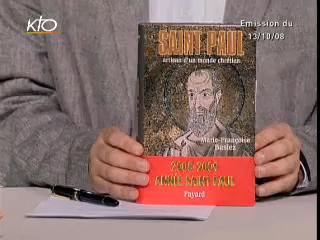 KTO
Emission du
13/10/08
SAINT PAUL
artisan d'un monde chrétien
Marie-Françoise
Baslez
2008-2009
ANNÉE SAINT PAUL
Fayard